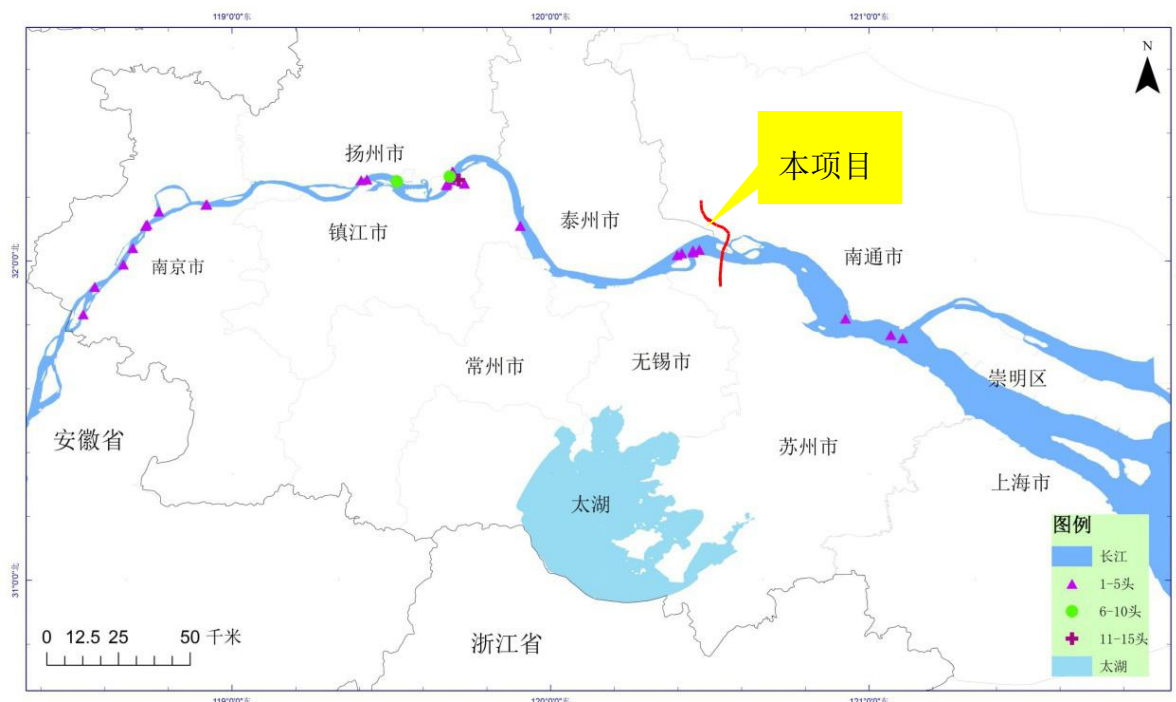 119°0'0"东
120°0'0"东
121°0'0"东
N
本项目
扬州市
镇江市
泰州市
南京市
南通市
32°0'0"北
常州市
无锡市
崇明区
安徽省
苏州市
太湖
上海市
31°0'0"北
浙江省
图例
长江
1-5头
6-10头
11-15头
太湖
0 12.5 25 50 千米
119°0'0"东
120°0'0"东
121°0'0"东